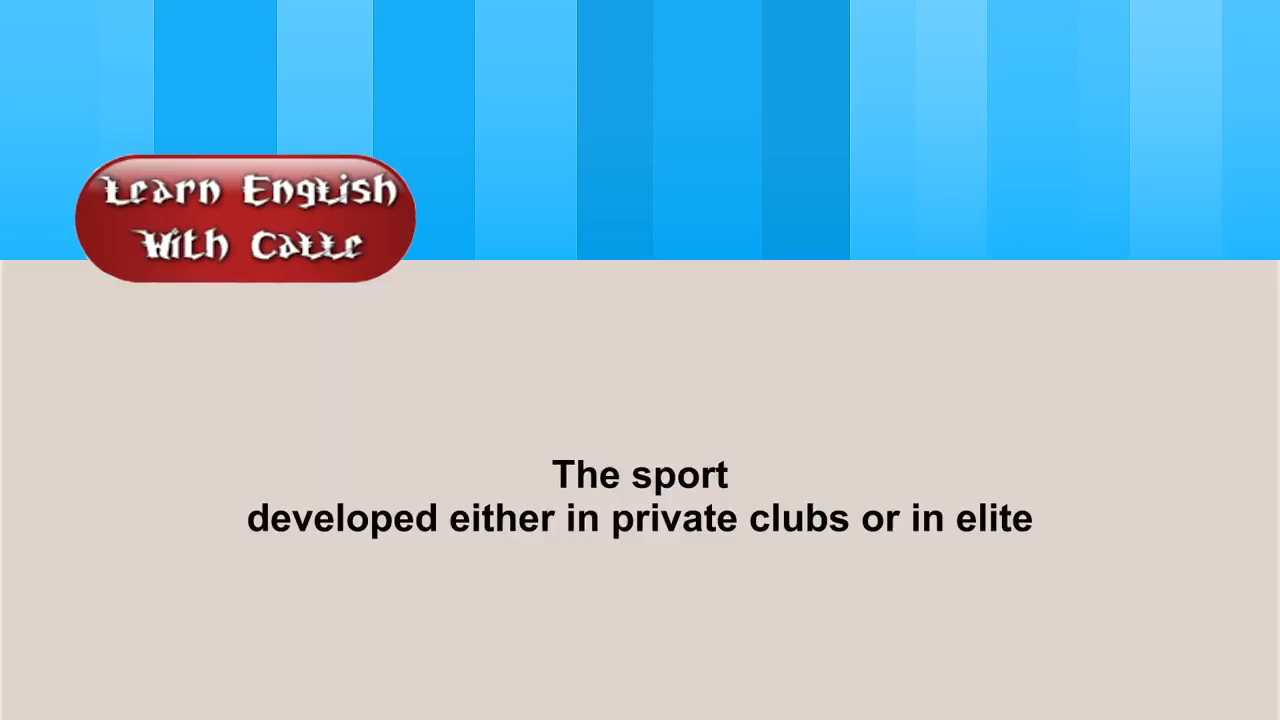 Learn English
With Catte
The sport
developed either in private clubs or in elite